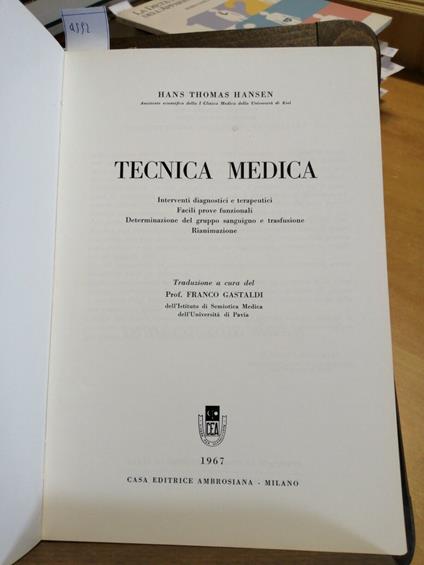 4552
HANS THOMAS HANSEN
Assistente scientifico della I Clinica Medica della Università di Kiel
TECNICA MEDICA
Interventi diagnostici e terapeutici
Facili prove funzionali
Determinazione del gruppo sanguigno e trasfusione
Rianimazione
Traduzione a cura del
Prof. FRANCO GASTALDI
dell'Istituto di Semiotica Medica
dell'Università di Pavia
CEA
1967
CASA EDITRICE AMBROSIANA - MILANO